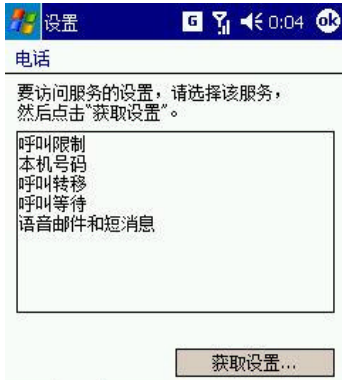 设置 G 0:04 ok
电话
要访问服务的设置，请选择该服务，
然后点击"获取设置"。
呼叫限制
本机号码
呼叫转移
呼叫等待
语音邮件和短消息
获取设置...